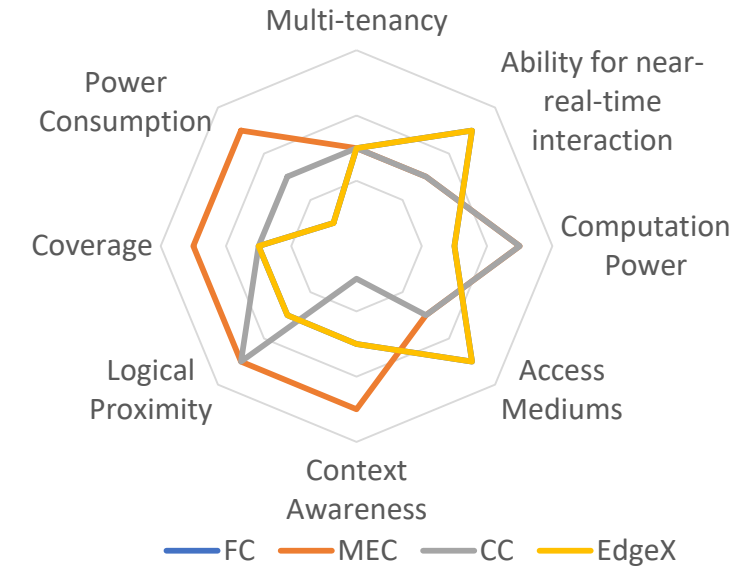 Multi-tenancy
Ability for near-
real-time
interaction
Computation
Power
Access
Mediums
Context
Awareness
Logical
Proximity
Coverage
Power
Consumption
FC MEC CC EdgeX